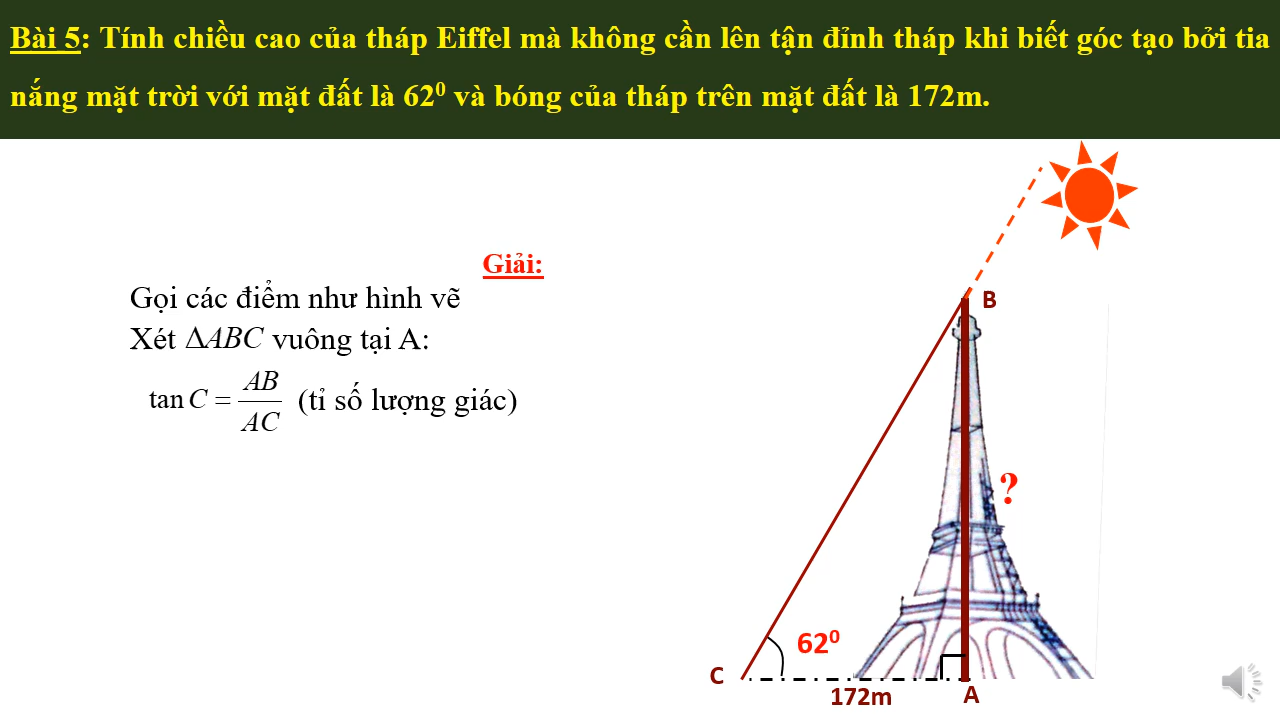 Bài 5: Tính chiều cao của tháp Eiffel mà không cần lên tận đỉnh tháp khi biết góc tạo bởi tia
nắng mặt trời với mặt đất là 62⁰ và bóng của tháp trên mặt đất là 172m.
Giải:
Gọi các điểm như hình vẽ
Xét ΔABC vuông tại A:
tan C = AB/AC (tỉ số lượng giác)
B
?
62⁰
C
172m
A